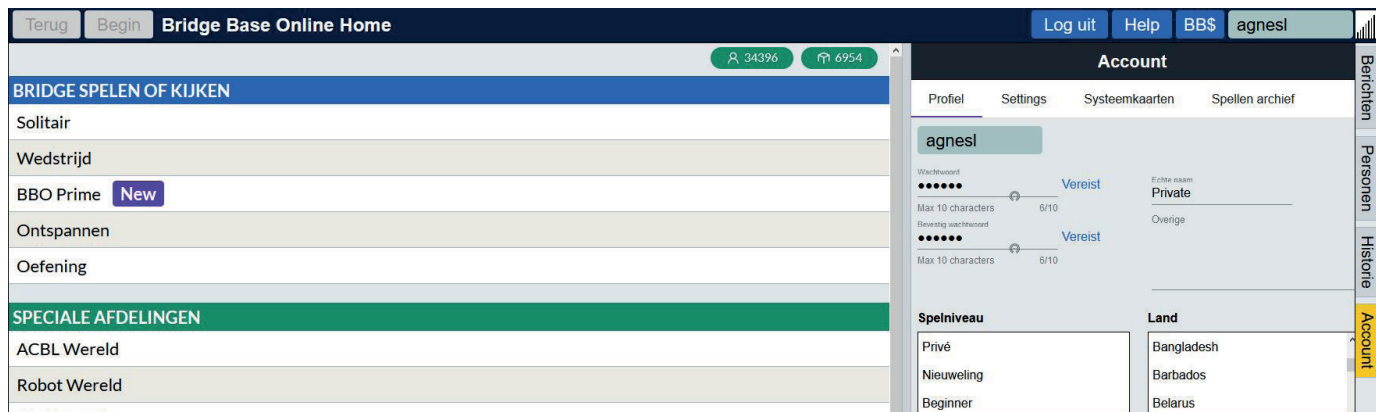 Terug Begin Bridge Base Online Home Log uit Help BB$ agnesl
34396 6954
BRIDGE SPELEN OF KIJKEN
Solitair
Wedstrijd
BBO Prime New
Ontspannen
Oefening
SPECIALE AFDELINGEN
ACBL Wereld
Robot Wereld
Account
Profiel Settings Systeemkaarten Spellen archief
agnesl
Wachtwoord
•••••• Vereist
Max 10 characters 6/10
Bevestig wachtwoord
•••••• Vereist
Max 10 characters 6/10
Echte naam
Private
Overige
Spelniveau
Privé
Nieuweling
Beginner
Land
Bangladesh
Barbados
Belarus
Berichten
Personen
Historie
Account